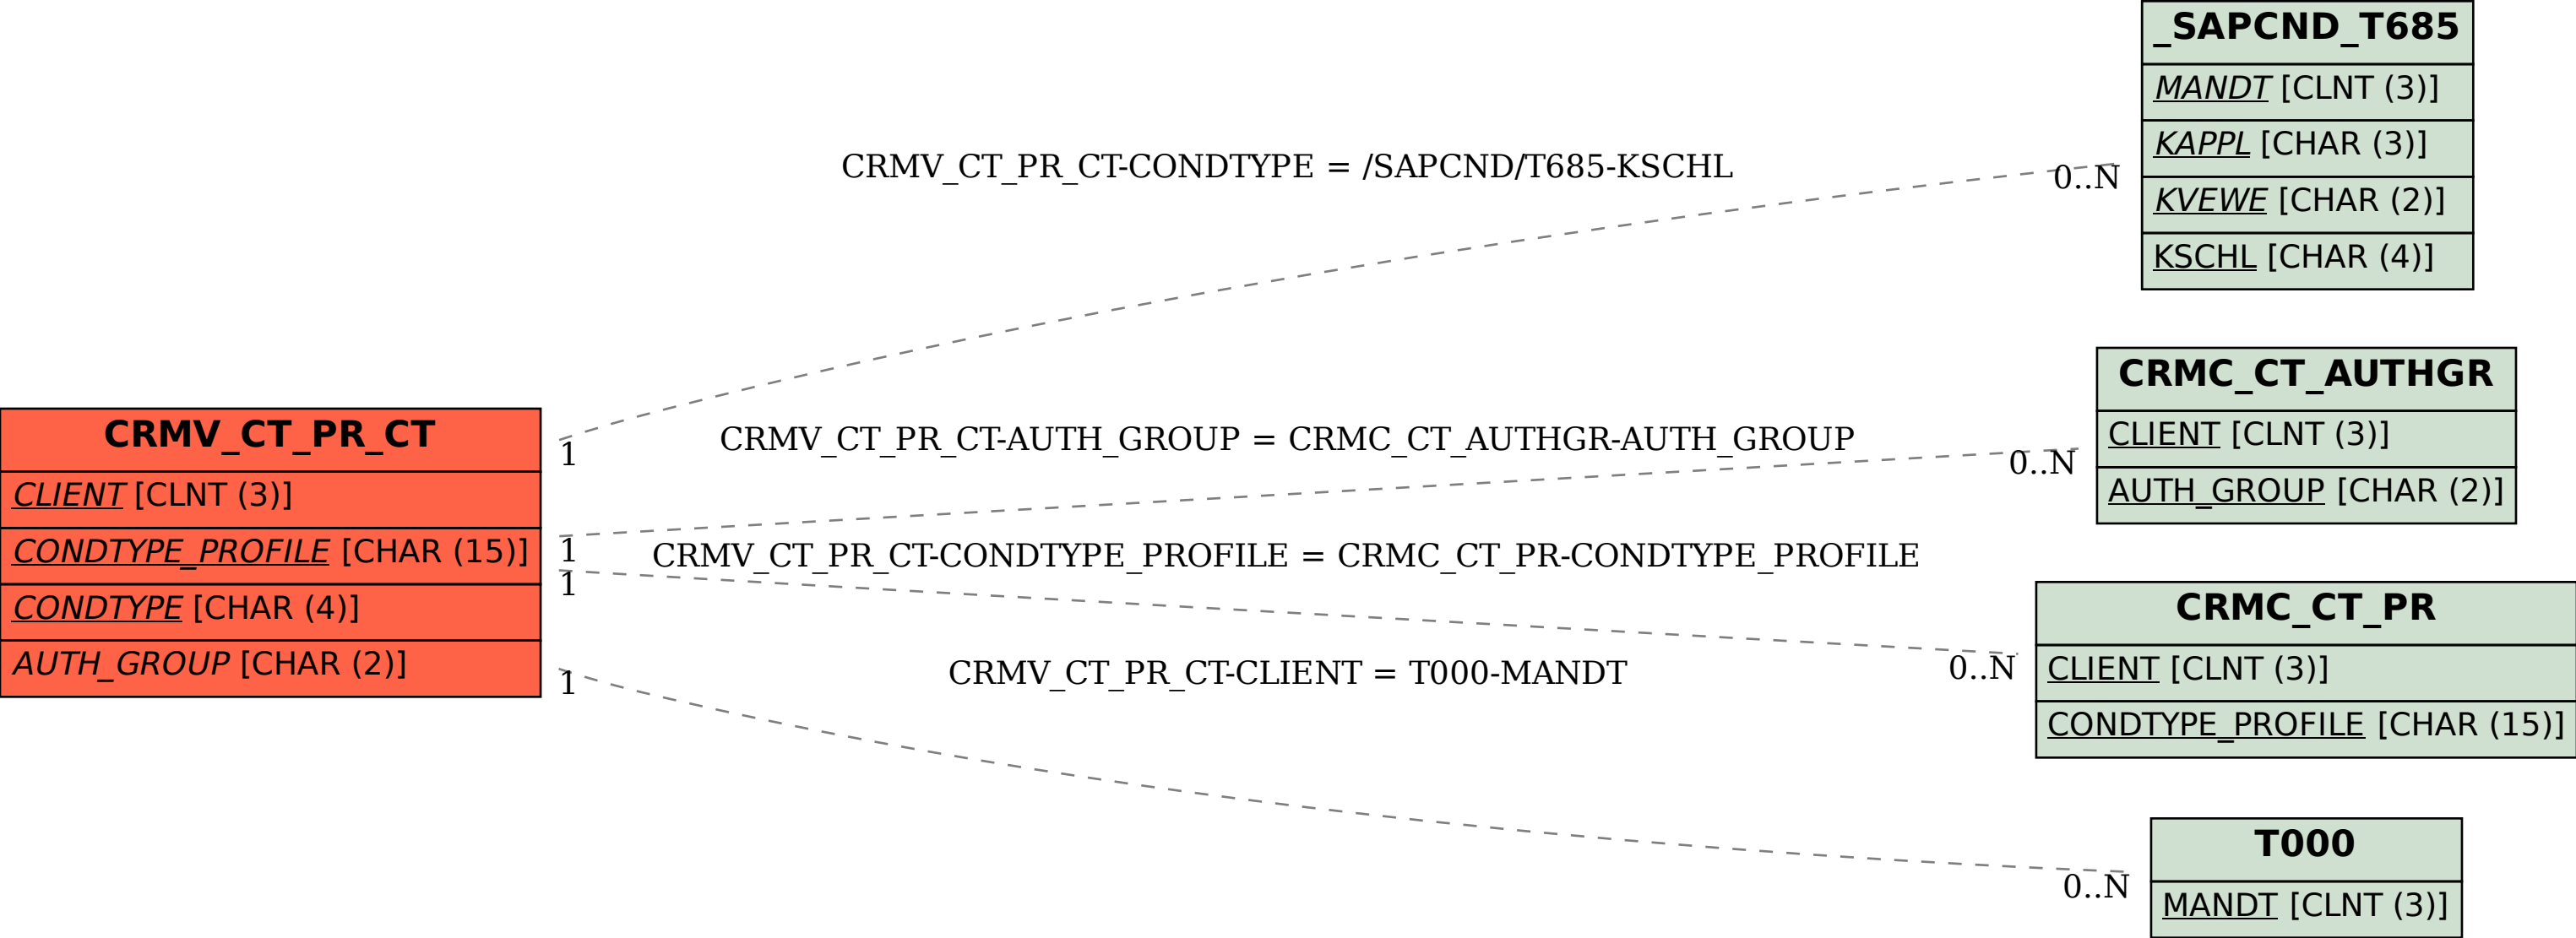 _SAPCND_T685
MANDT [CLNT (3)]
KAPPL [CHAR (3)]
KVEWE [CHAR (2)]
KSCHL [CHAR (4)]
CRMV_CT_PR_CT-CONDTYPE = /SAPCND/T685-KSCHL
0..N
1
CRMC_CT_AUTHGR
CLIENT [CLNT (3)]
AUTH_GROUP [CHAR (2)]
CRMV_CT_PR_CT-AUTH_GROUP = CRMC_CT_AUTHGR-AUTH_GROUP
0..N
1
CRMV_CT_PR_CT
CLIENT [CLNT (3)]
CONDTYPE_PROFILE [CHAR (15)]
CONDTYPE [CHAR (4)]
AUTH_GROUP [CHAR (2)]
CRMV_CT_PR_CT-CONDTYPE_PROFILE = CRMC_CT_PR-CONDTYPE_PROFILE
1
0..N
CRMC_CT_PR
CLIENT [CLNT (3)]
CONDTYPE_PROFILE [CHAR (15)]
CRMV_CT_PR_CT-CLIENT = T000-MANDT
1
0..N
T000
MANDT [CLNT (3)]